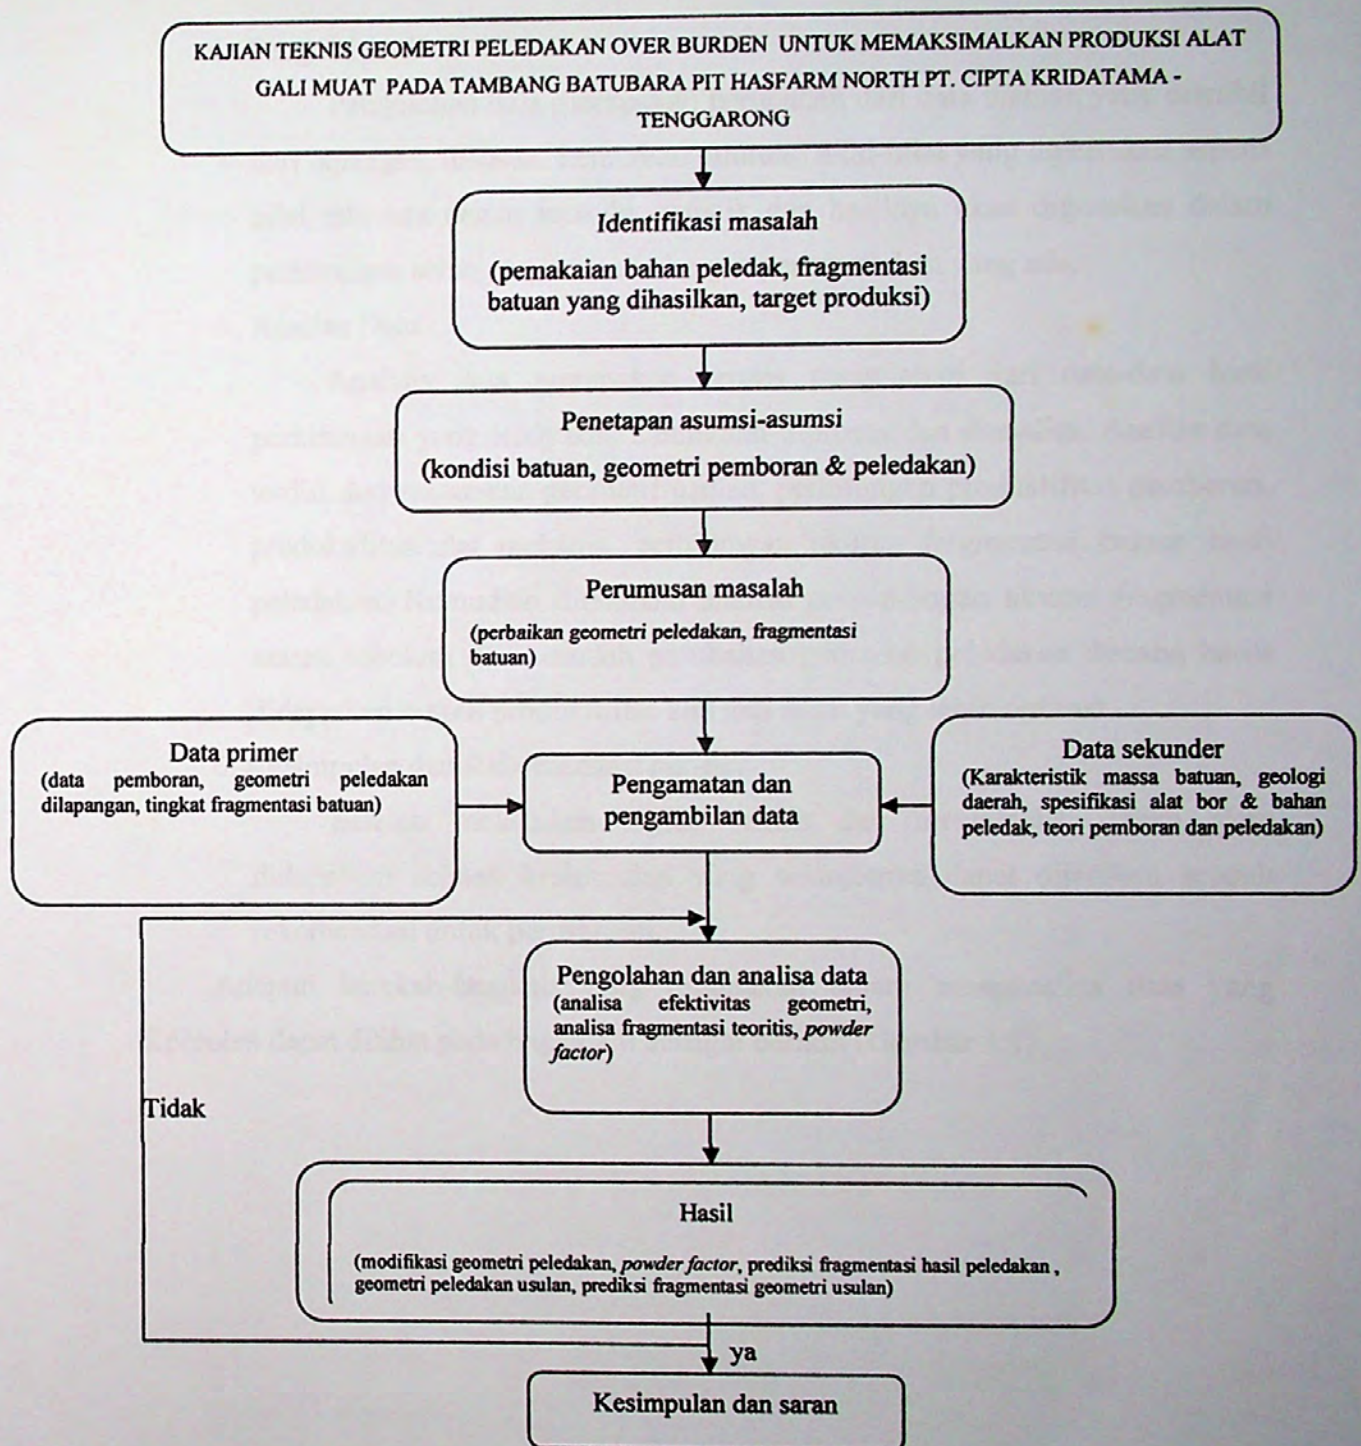 KAJIAN TEKNIS GEOMETRI PELEDAKAN OVER BURDEN UNTUK MEMAKSIMALKAN PRODUKSI ALAT
GALI MUAT PADA TAMBANG BATUBARA PIT HASFARM NORTH PT. CIPTA KRIDATAMA -
TENGGARONG
Identifikasi masalah
(pemakaian bahan peledak, fragmentasi
batuan yang dihasilkan, target produksi)
Penetapan asumsi-asumsi
(kondisi batuan, geometri pemboran & peledakan)
Perumusan masalah
(perbaikan geometri peledakan, fragmentasi
batuan)
Data primer
(data pemboran, geometri peledakan
dilapangan, tingkat fragmentasi batuan)
Pengamatan dan
pengambilan data
Data sekunder
(Karakteristik massa batuan, geologi
daerah, spesifikasi alat bor & bahan
peledak, teori pemboran dan peledakan)
Pengolahan dan analisa data
(analisa efektivitas geometri,
analisa fragmentasi teoritis, powder
factor)
Tidak
Hasil
(modifikasi geometri peledakan, powder factor, prediksi fragmentasi hasil peledakan ,
geometri peledakan usulan, prediksi fragmentasi geometri usulan)
ya
Kesimpulan dan saran